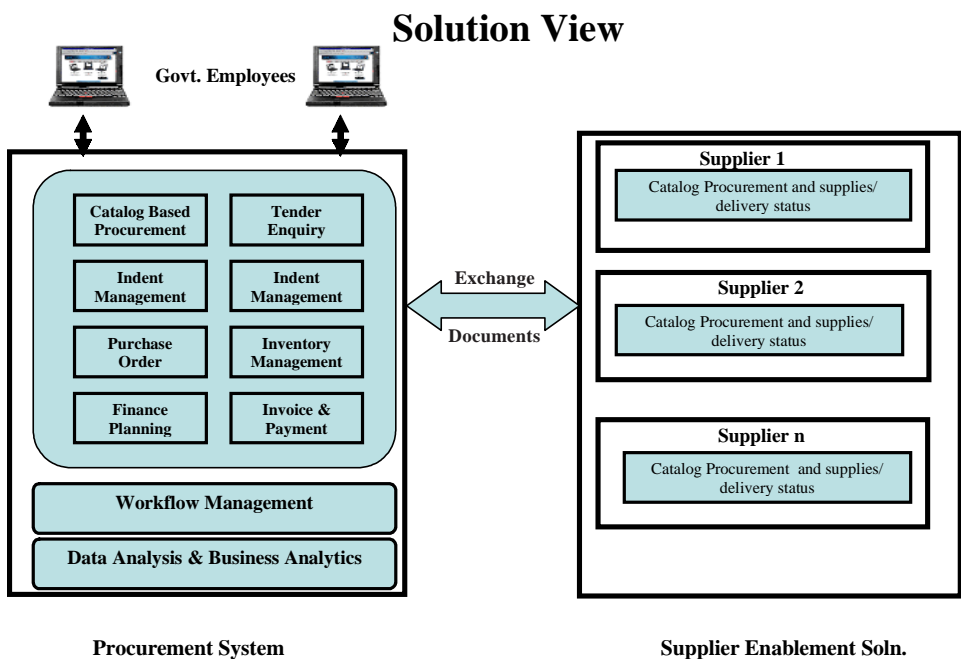 Solution View
Govt. Employees
Catalog Based
Procurement
Tender
Enquiry
Indent
Management
Indent
Management
Purchase
Order
Inventory
Management
Finance
Planning
Invoice &
Payment
Workflow Management
Data Analysis & Business Analytics
Exchange
Documents
Supplier 1
Catalog Procurement and supplies/
delivery status
Supplier 2
Catalog Procurement and supplies/
delivery status
Supplier n
Catalog Procurement  and supplies/
delivery status
Procurement System
Supplier Enablement Soln.